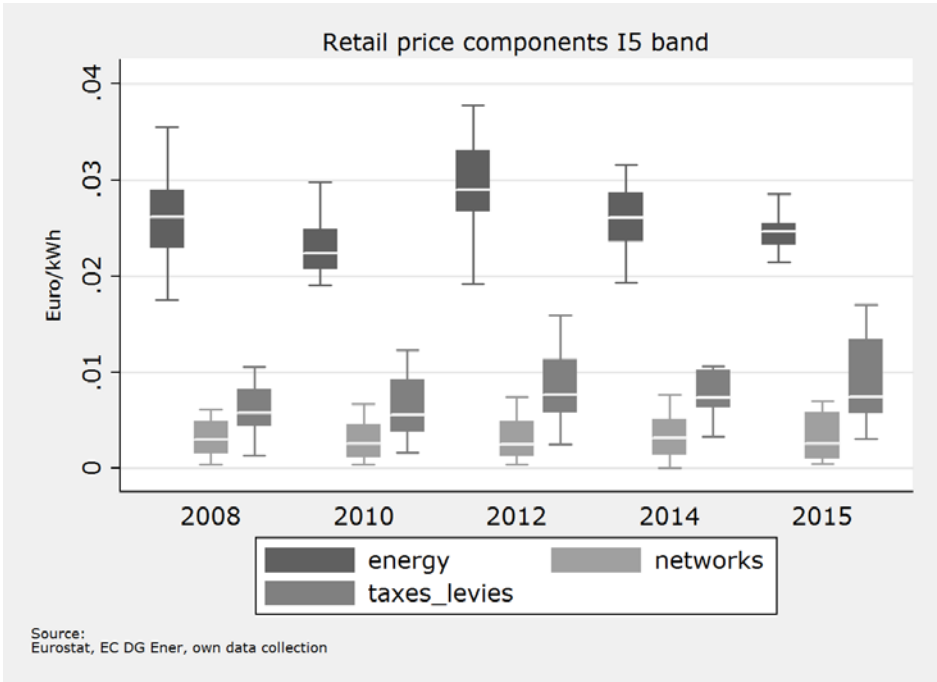 Retail price components I5 band
Euro/kWh
.04
.03
.02
.01
0
2008 2010 2012 2014 2015
energy networks
taxes_levies
Source:
Eurostat, EC DG Ener, own data collection